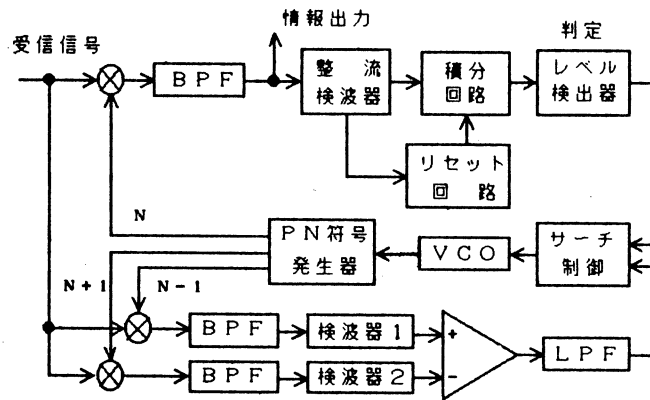 情報出力
受信信号
判定
BPF
整流
検波器
積分
回路
レベル
検出器
リセット
回路
N
PN符号
発生器
VCO
サーチ
制御
N+1
N-1
BPF
検波器1
+
LPF
BPF
検波器2
-